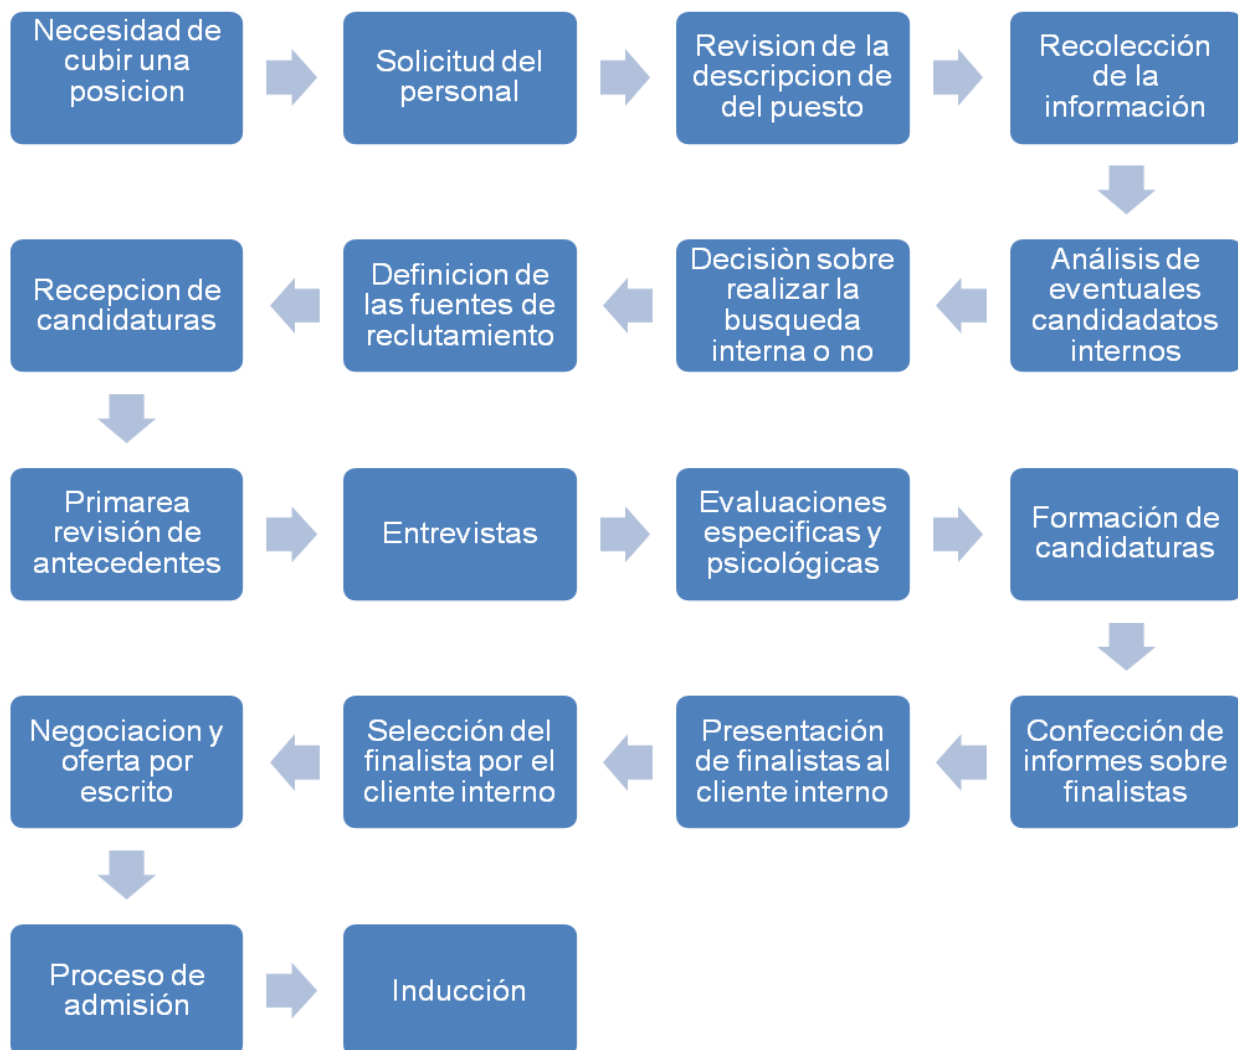 Necesidad de
cubir una
posicion
Solicitud del
personal
Revision de la
descripcion de
del puesto
Recolección
de la
información
Análisis de
eventuales
candidadatos
internos
Decisiòn sobre
realizar la
busqueda
interna o no
Definicion de
las fuentes de
reclutamiento
Recepcion de
candidaturas
Primarea
revisión de
antecedentes
Entrevistas
Evaluaciones
especificas y
psicológicas
Formación de
candidaturas
Confección de
informes sobre
finalistas
Presentación
de finalistas al
cliente interno
Selección del
finalista por el
cliente interno
Negociacion y
oferta por
escrito
Proceso de
admisión
Inducción